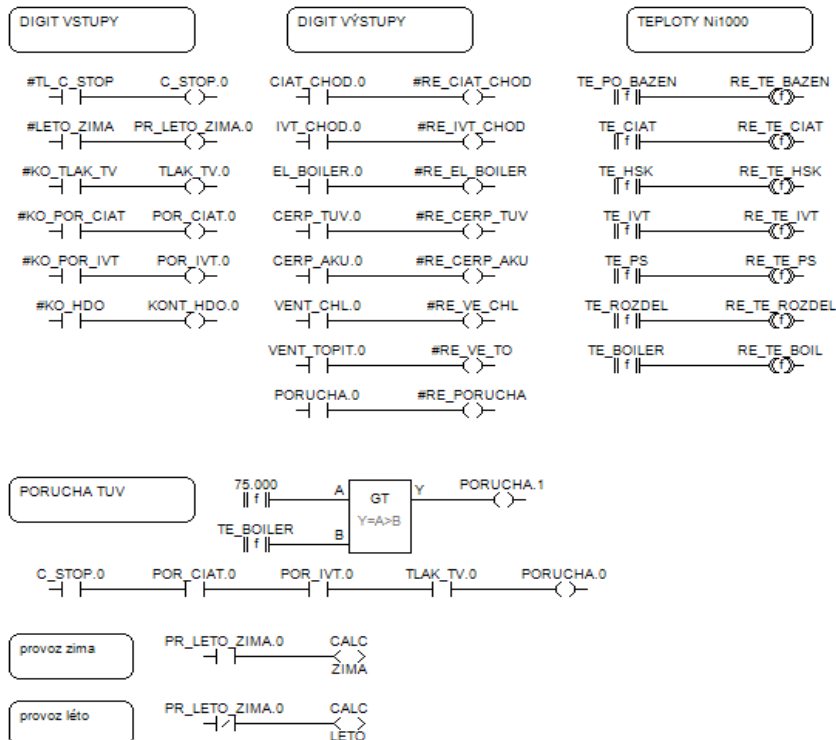 DIGIT VSTUPY
DIGIT VÝSTUPY
TEPLOTY Ni1000
#TL_C_STOP C_STOP.0 CIAT_CHOD.0 #RE_CIAT_CHOD TE_PO_BAZEN RE_TE_BAZEN
f f
#LETO_ZIMA PR_LETO_ZIMA.0 IVT_CHOD.0 #RE_IVT_CHOD TE_CIAT RE_TE_CIAT
f f
#KO_TLAK_TV TLAK_TV.0 EL_BOILER.0 #RE_EL_BOILER TE_HSK RE_TE_HSK
f f
#KO_POR_CIAT POR_CIAT.0 CERP_TUV.0 #RE_CERP_TUV TE_IVT RE_TE_IVT
f f
#KO_POR_IVT POR_IVT.0 CERP_AKU.0 #RE_CERP_AKU TE_PS RE_TE_PS
f f
#KO_HDO KONT_HDO.0 VENT_CHL.0 #RE_VE_CHL TE_ROZDEL RE_TE_ROZDEL
f f
VENT_TOPIT.0 #RE_VE_TO TE_BOILER RE_TE_BOIL
f f
PORUCHA.0 #RE_PORUCHA
PORUCHA TUV
75.000 A GT Y PORUCHA.1
f
Y=A>B
TE_BOILER B
f
C_STOP.0 POR_CIAT.0 POR_IVT.0 TLAK_TV.0 PORUCHA.0
provoz zima
PR_LETO_ZIMA.0 CALC
ZIMA
provoz léto
PR_LETO_ZIMA.0 CALC
LETO